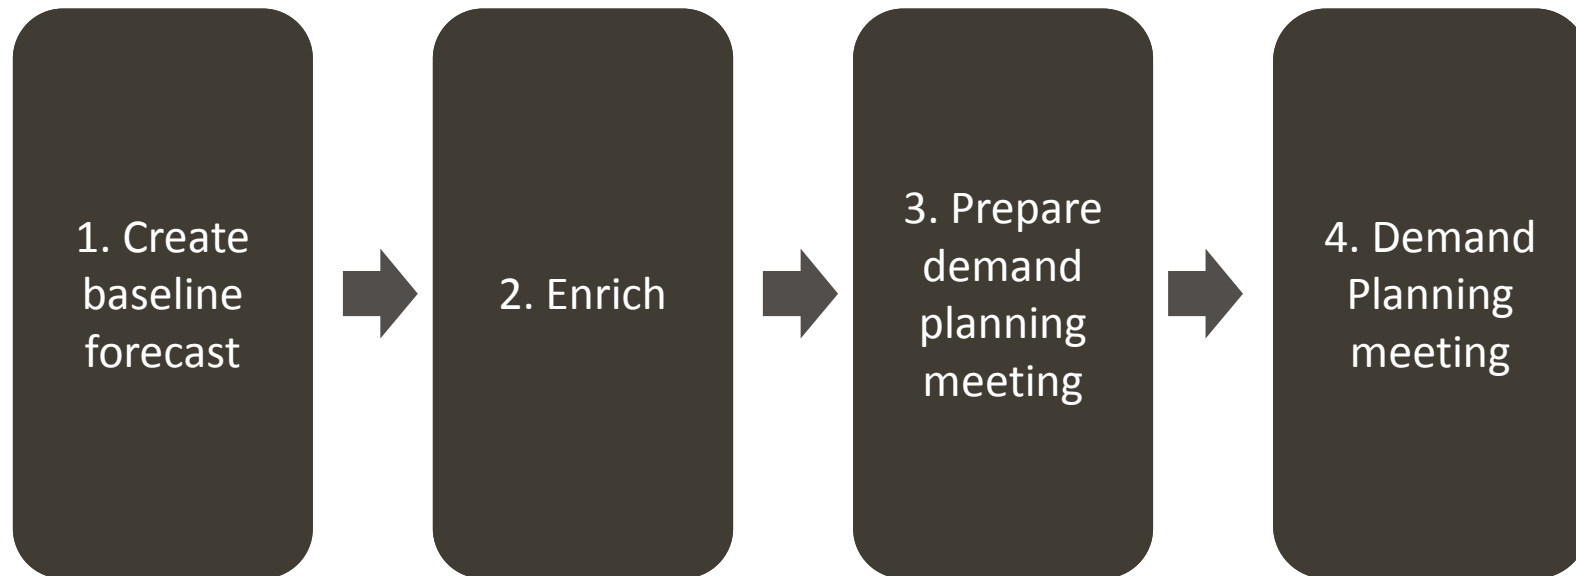 1. Create
baseline
forecast
2. Enrich
3. Prepare
demand
planning
meeting
4. Demand
Planning
meeting